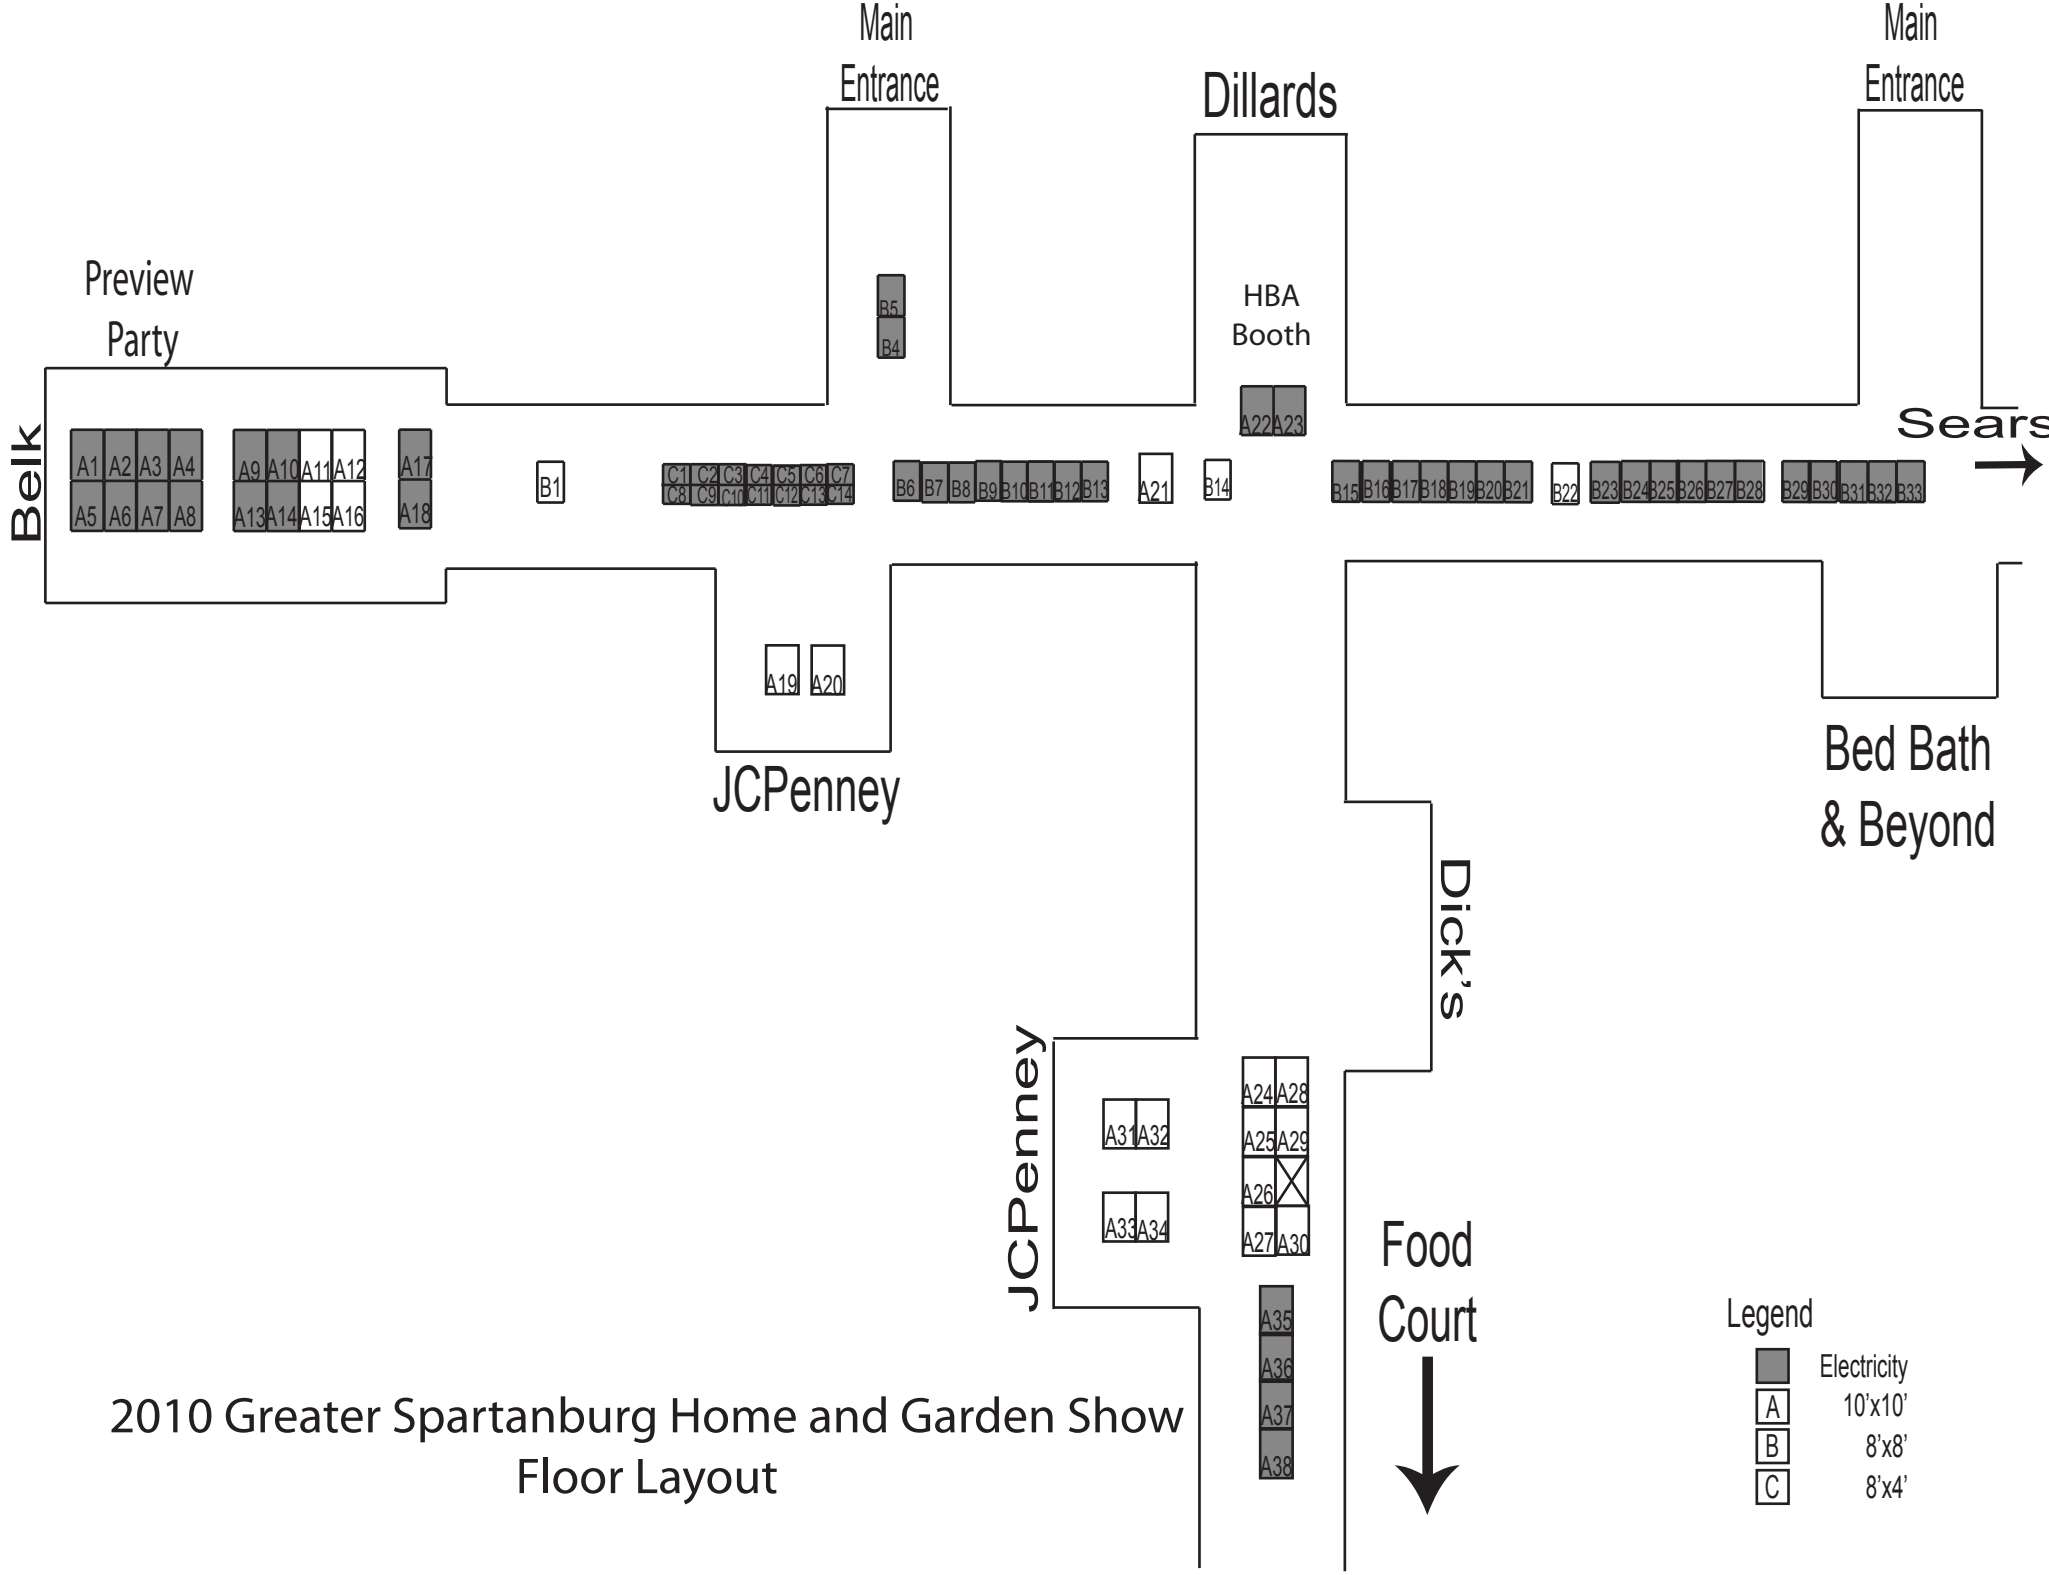 Main
Entrance
Main
Entrance
Dillards
Preview
Party
HBA
Booth
B5
B4
A22 A23
Sears
Belk
A1 A2 A3 A4 A9 A10 A11 A12 A17
A5 A6 A7 A8 A13 A14 A15 A16 A18
B1
C1 C2 C3 C4 C5 C6 C7
C8 C9 C10 C11 C12 C13 C14
B6 B7 B8 B9 B10 B11 B12 B13
A21
B14
B15 B16 B17 B18 B19 B20 B21
B22
B23 B24 B25 B26 B27 B28
B29 B30 B31 B32 B33
A19 A20
JCPenney
Bed Bath
& Beyond
Dick's
JCPenney
A31 A32
A33 A34
A24 A28
A25 A29
A26
A27 A30
A35
A36
A37
A38
Food
Court
2010 Greater Spartanburg Home and Garden Show
Floor Layout
Legend
Electricity
A 10'x10'
B 8'x8'
C 8'x4'